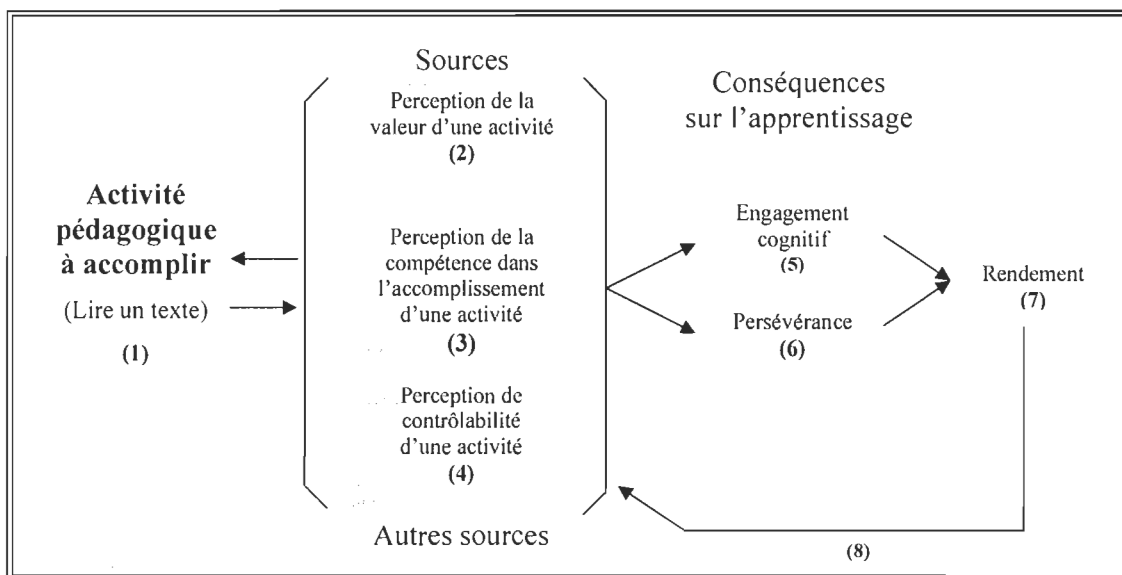 Sources
Perception de la
valeur d'une activité
(2)
Conséquences
sur l'apprentissage
Activité
pédagogique
à accomplir
(Lire un texte)
(1)
Perception de la
compétence dans
l'accomplissement
d'une activité
(3)
Engagement
cognitif
(5)
Persévérance
(6)
Rendement
(7)
Perception de
contrôlabilité
d'une activité
(4)
Autres sources
(8)